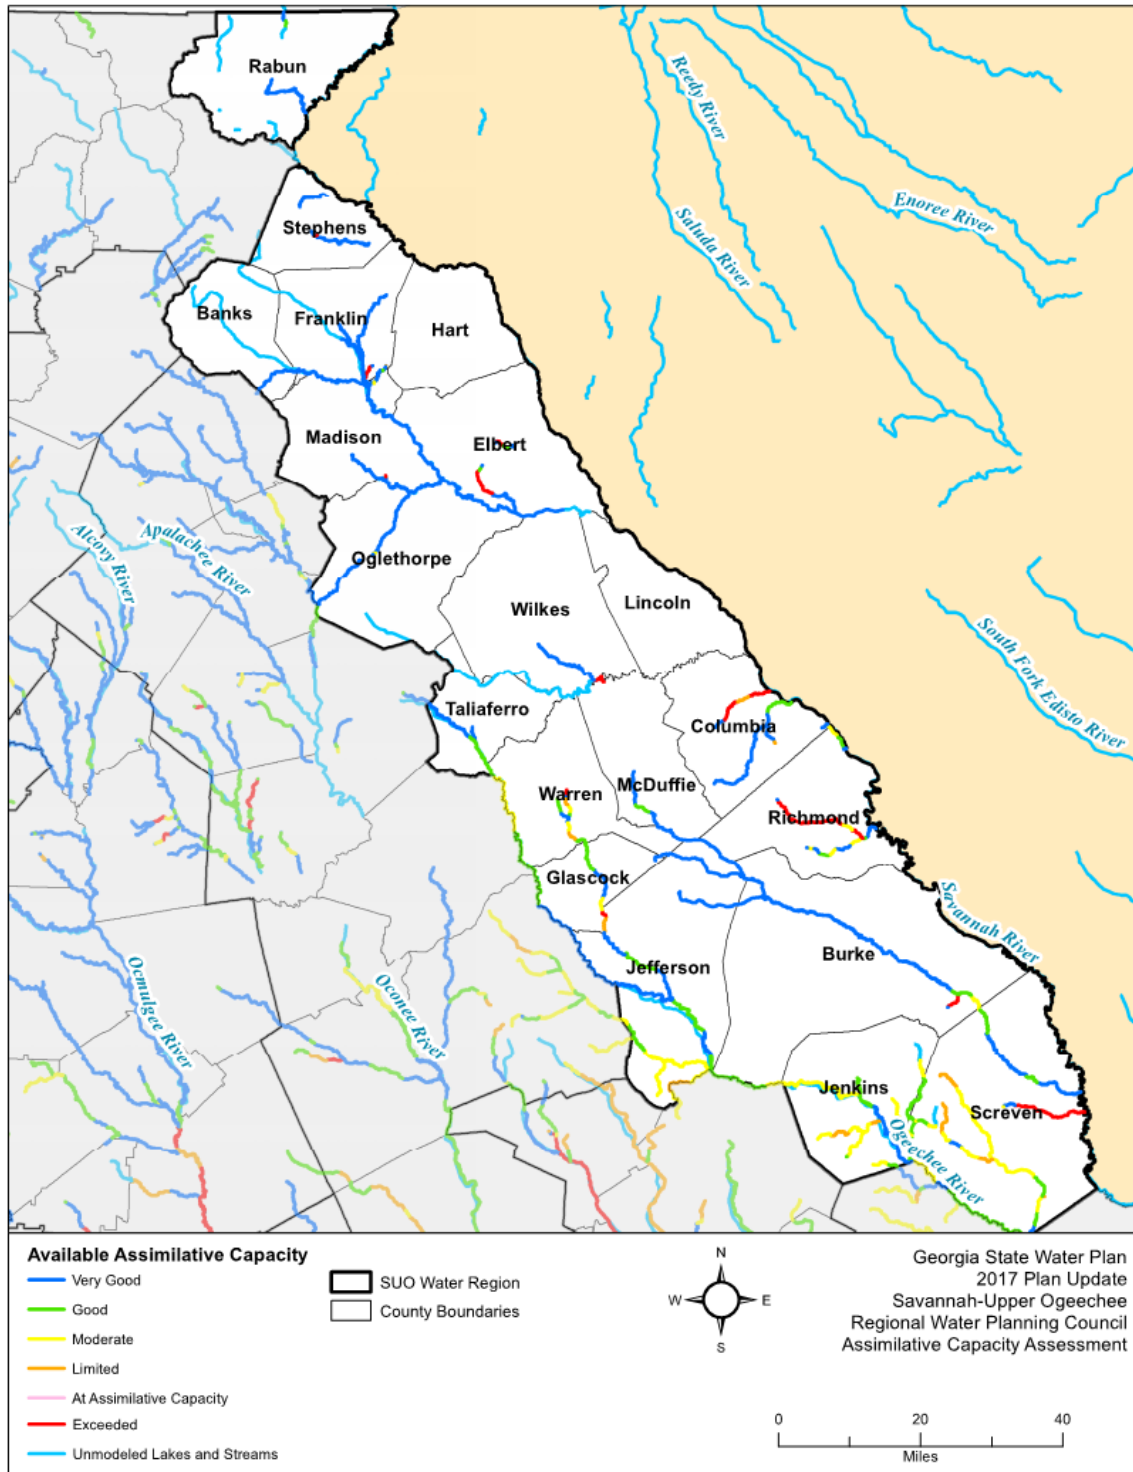 Rabun
Reedy River
Enoree River
Saluda River
Stephens
Banks
Franklin
Hart
Madison
Elbert
Alcovy River
Apalachee River
Oglethorpe
Wilkes
Lincoln
South Fork Edisto River
Taliaferro
Columbia
Warren
McDuffie
Richmond
Glascock
Savannah River
Burke
Jefferson
Ocmulgee River
Oconee River
Jenkins
Screven
Ogeechee River
Available Assimilative Capacity
Very Good
Good
Moderate
Limited
At Assimilative Capacity
Exceeded
Unmodeled Lakes and Streams
SUO Water Region
County Boundaries
N
W E
S
Georgia State Water Plan
2017 Plan Update
Savannah-Upper Ogeechee
Regional Water Planning Council
Assimilative Capacity Assessment
0 20 40
Miles